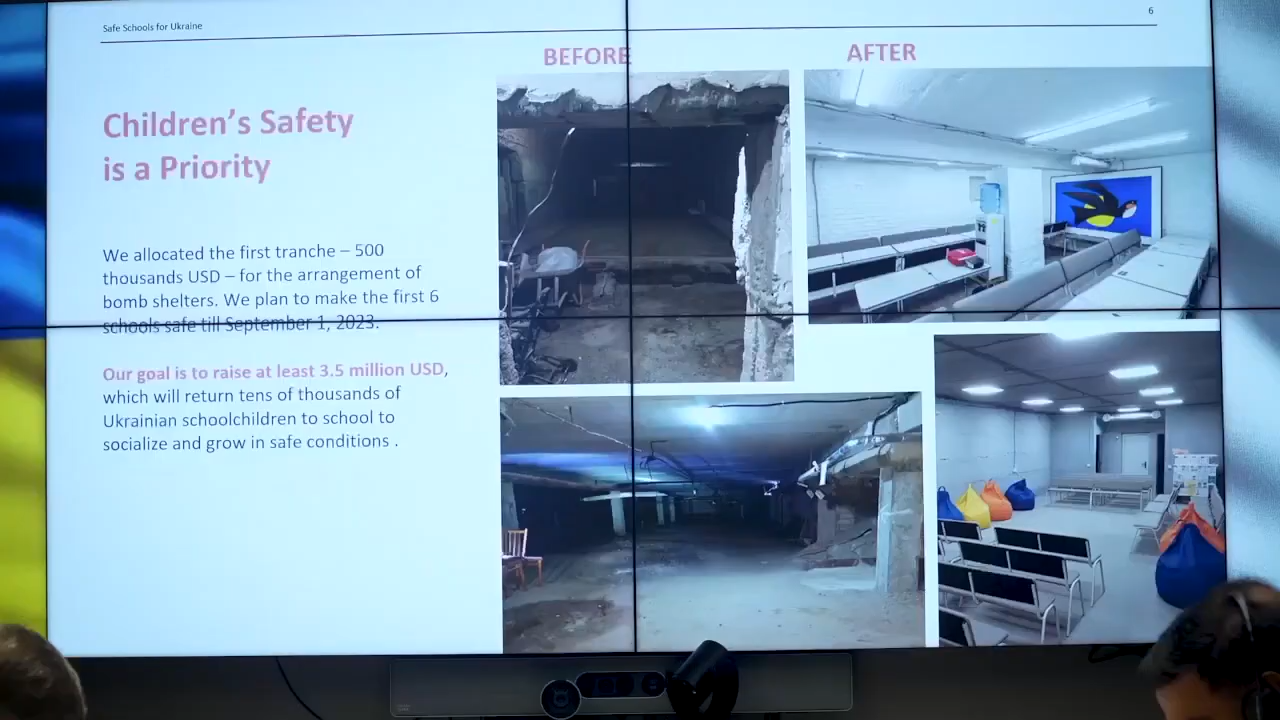 Safe Schools for Ukraine
6
BEFORE
AFTER
Children's Safety
is a Priority
We allocated the first tranche – 500
thousands USD – for the arrangement of
bomb shelters. We plan to make the first 6
schools safe till September 1, 2023.
Our goal is to raise at least 3.5 million USD,
which will return tens of thousands of
Ukrainian schoolchildren to school to
socialize and grow in safe conditions .